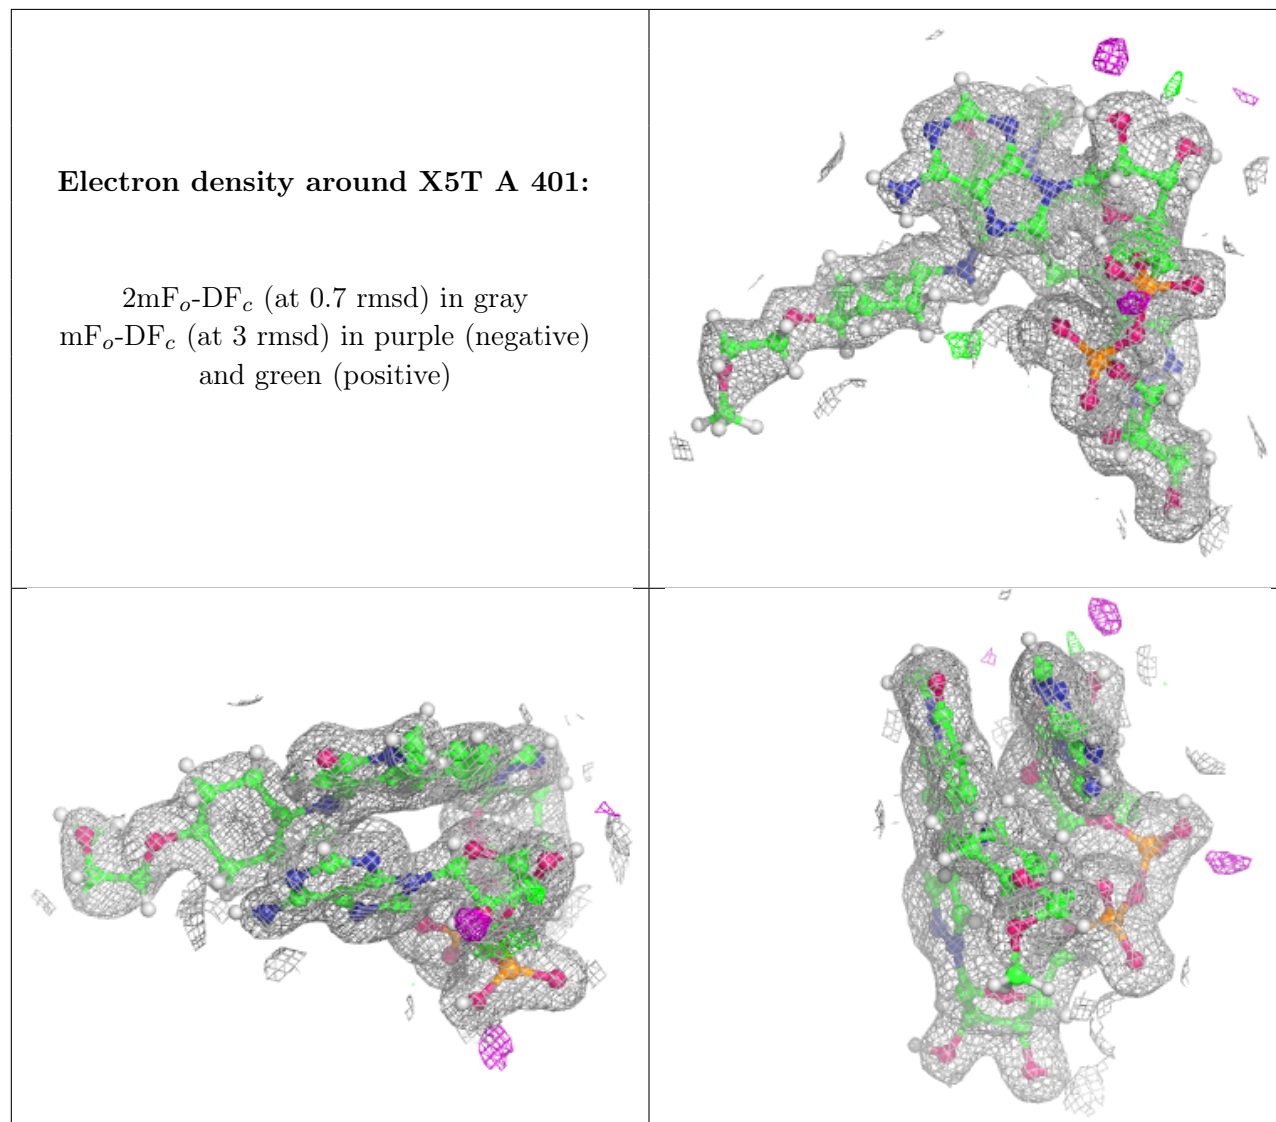 Electron density around X5T A 401:
2mFo-DFc (at 0.7 rmsd) in gray
mFo-DFc (at 3 rmsd) in purple (negative)
and green (positive)